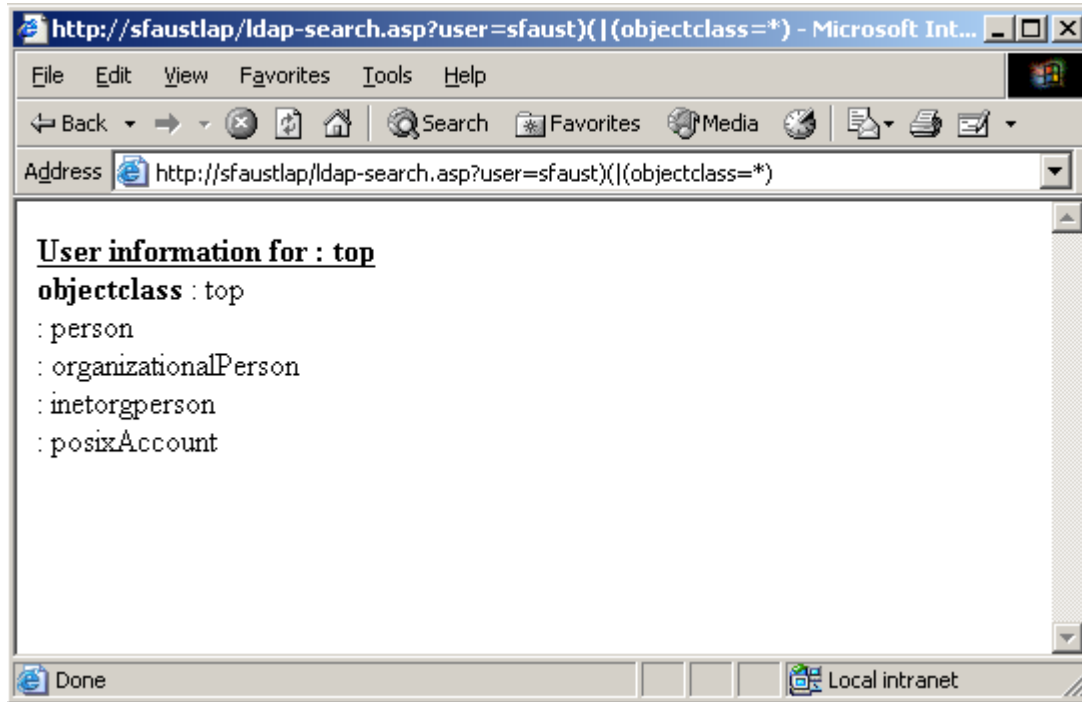 http://sfaustlap/ldap-search.asp?user=sfaust)(|(objectclass=*) - Microsoft Int...
File Edit View Favorites Tools Help
Back Search Favorites Media
Address http://sfaustlap/ldap-search.asp?user=sfaust)(|(objectclass=*)
User information for : top
objectclass : top
: person
: organizationalPerson
: inetorgperson
: posixAccount
Done Local intranet